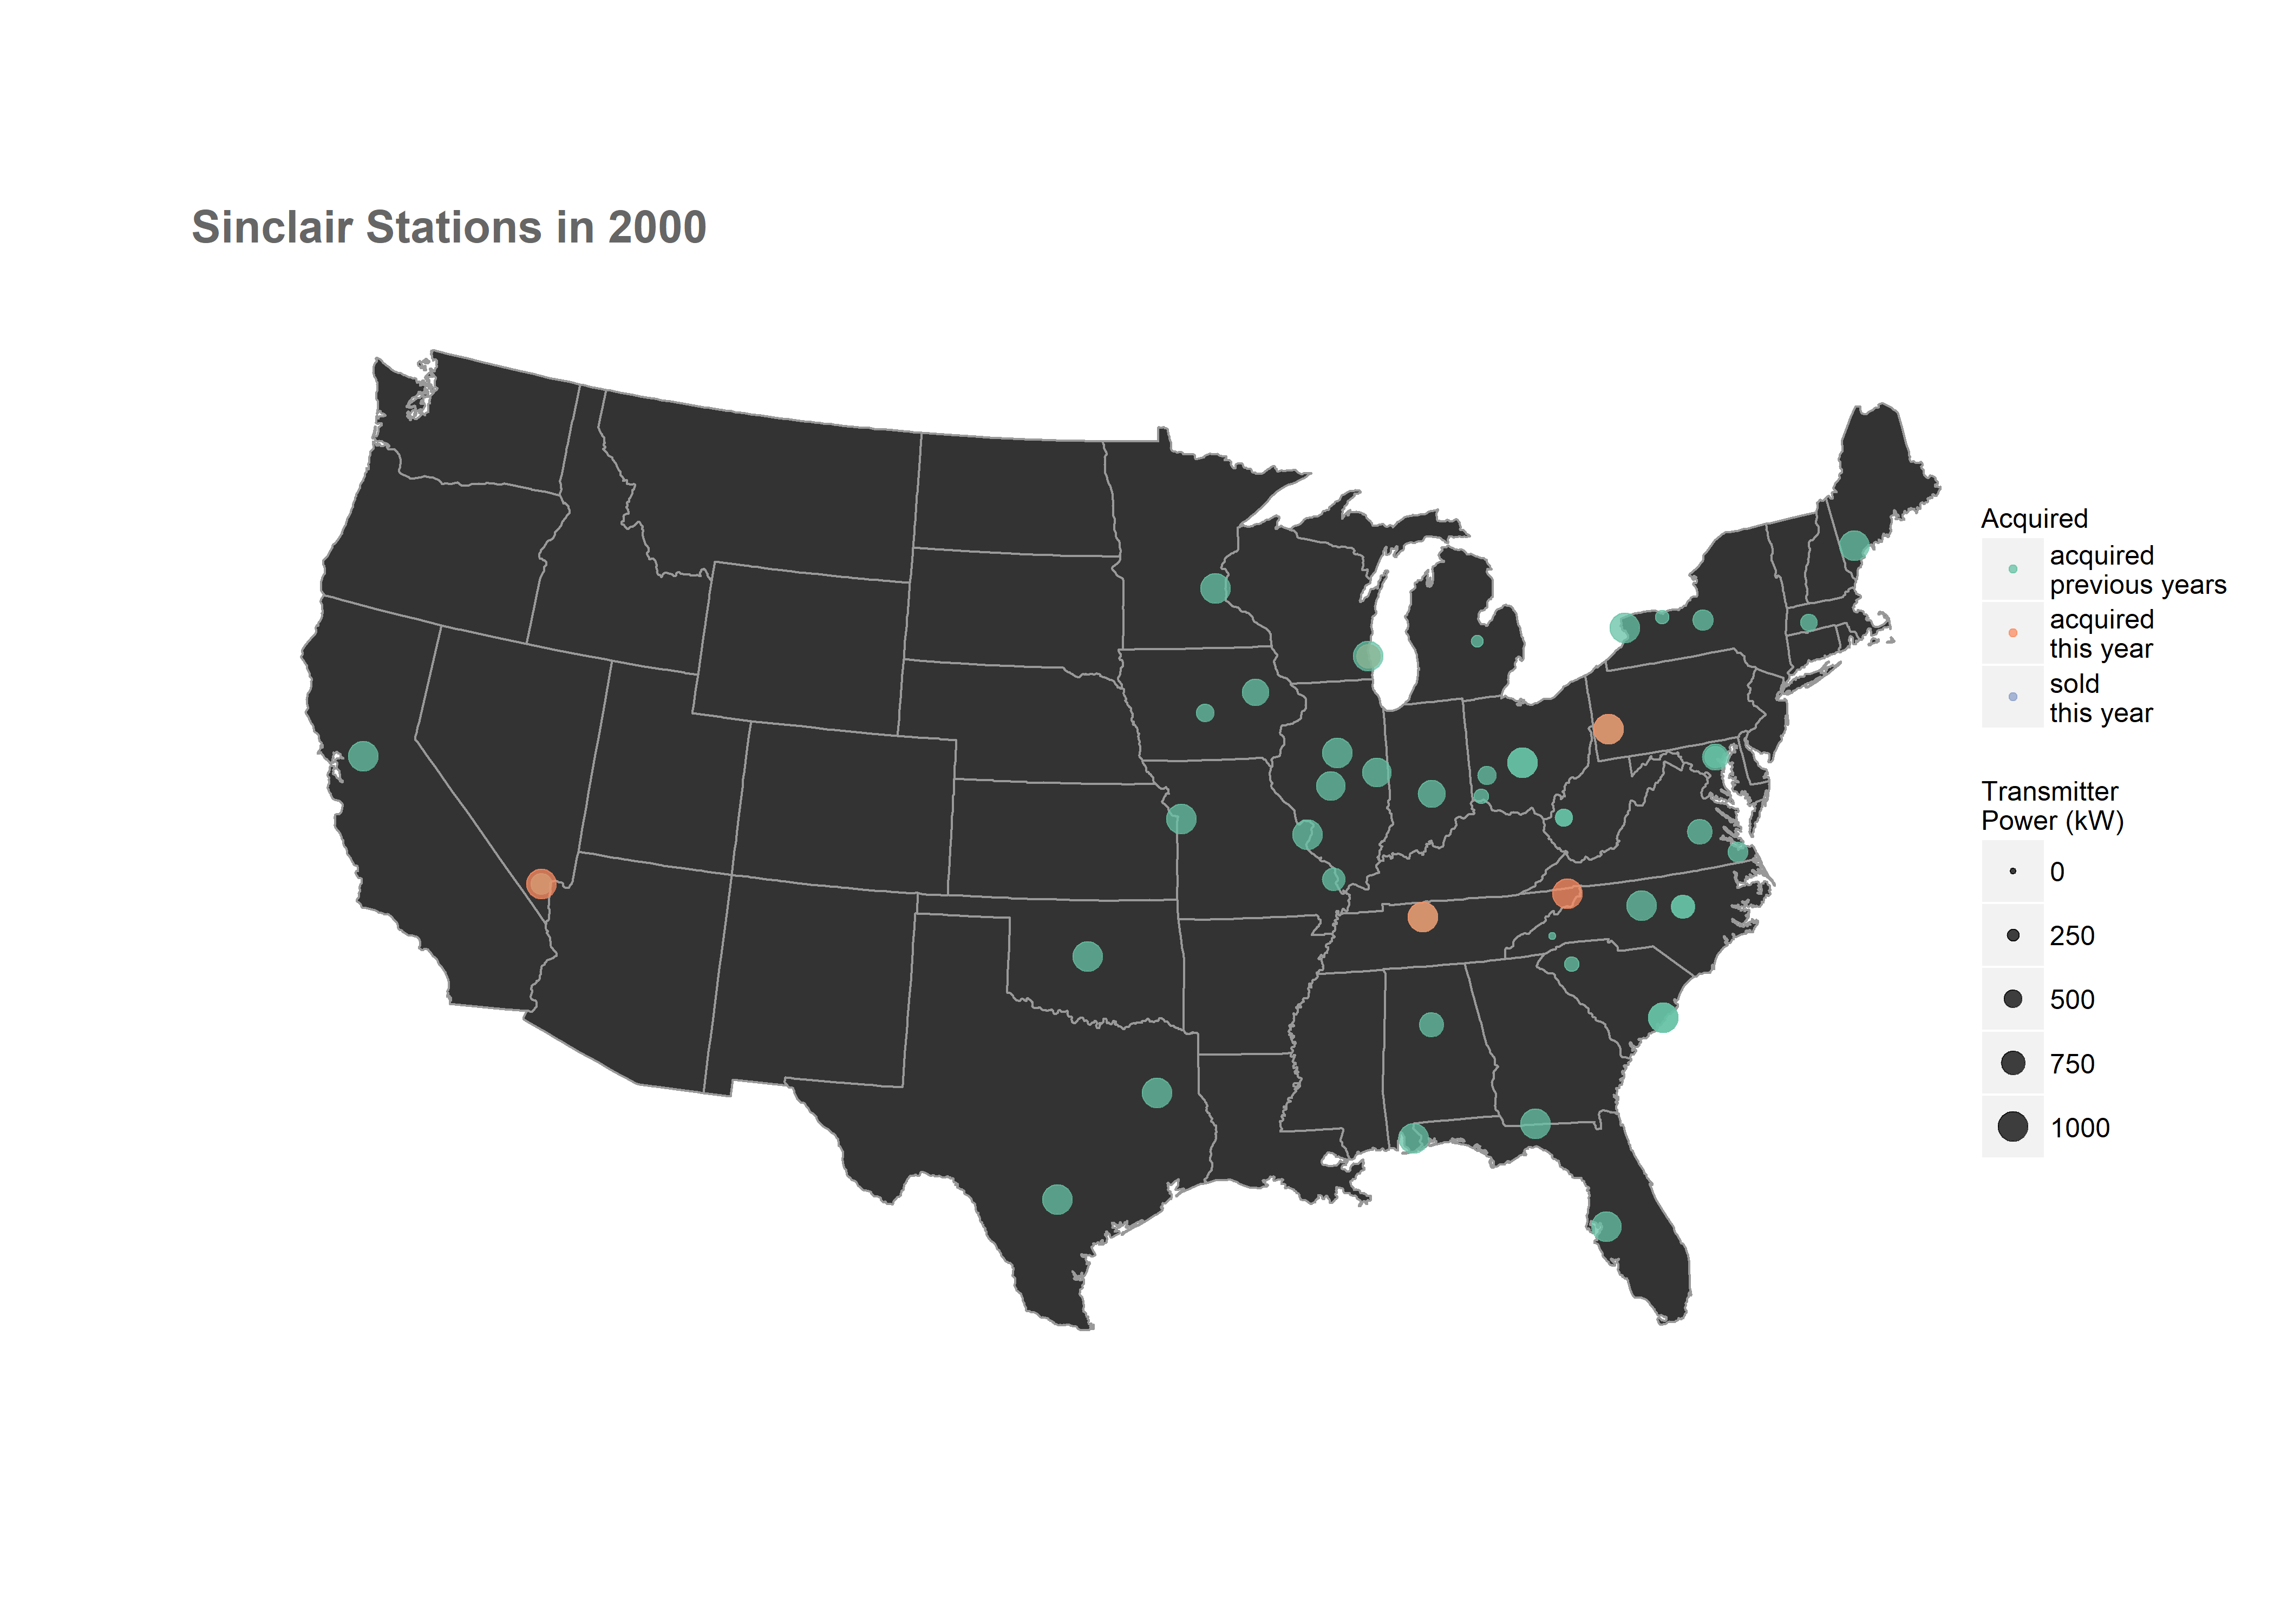 Sinclair Stations in 2000
Acquired
acquired
previous years
acquired
this year
sold
this year
Transmitter
Power (kW)
0
250
500
750
1000